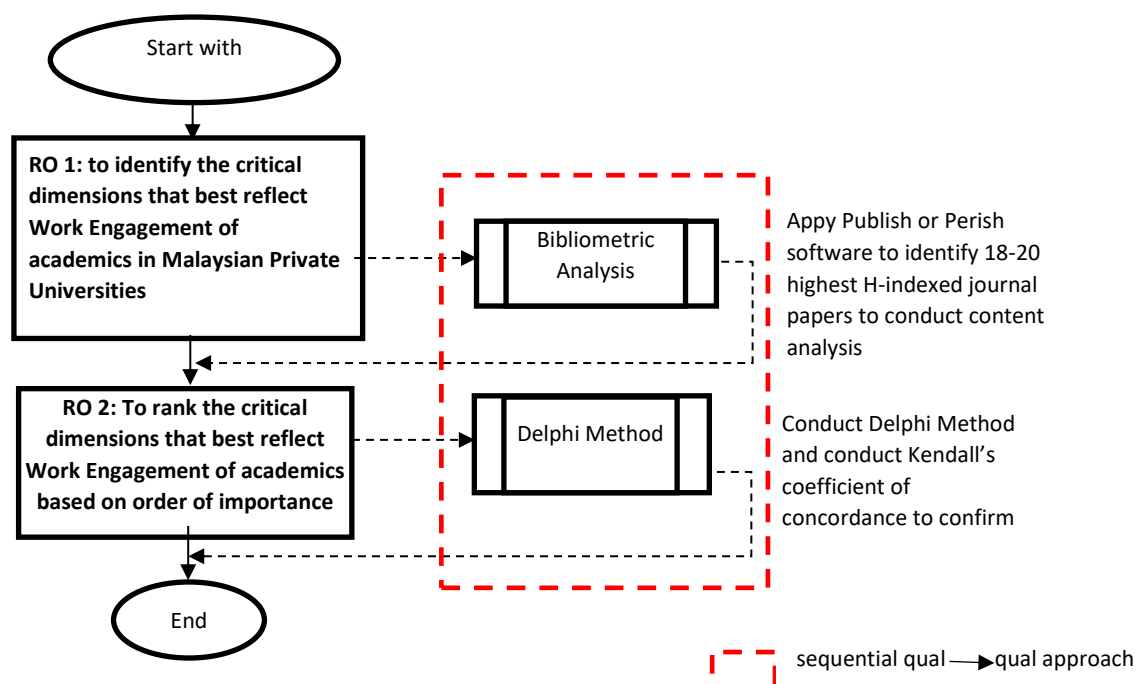 Start with
RO 1: to identify the critical
dimensions that best reflect
Work Engagement of
academics in Malaysian Private
Universities
Bibliometric
Analysis
Appy Publish or Perish
software to identify 18-20
highest H-indexed journal
papers to conduct content
analysis
RO 2: To rank the critical
dimensions that best reflect
Work Engagement of academics
based on order of importance
Delphi Method
Conduct Delphi Method
and conduct Kendall’s
coefficient of
concordance to confirm
End
sequential qual qual approach